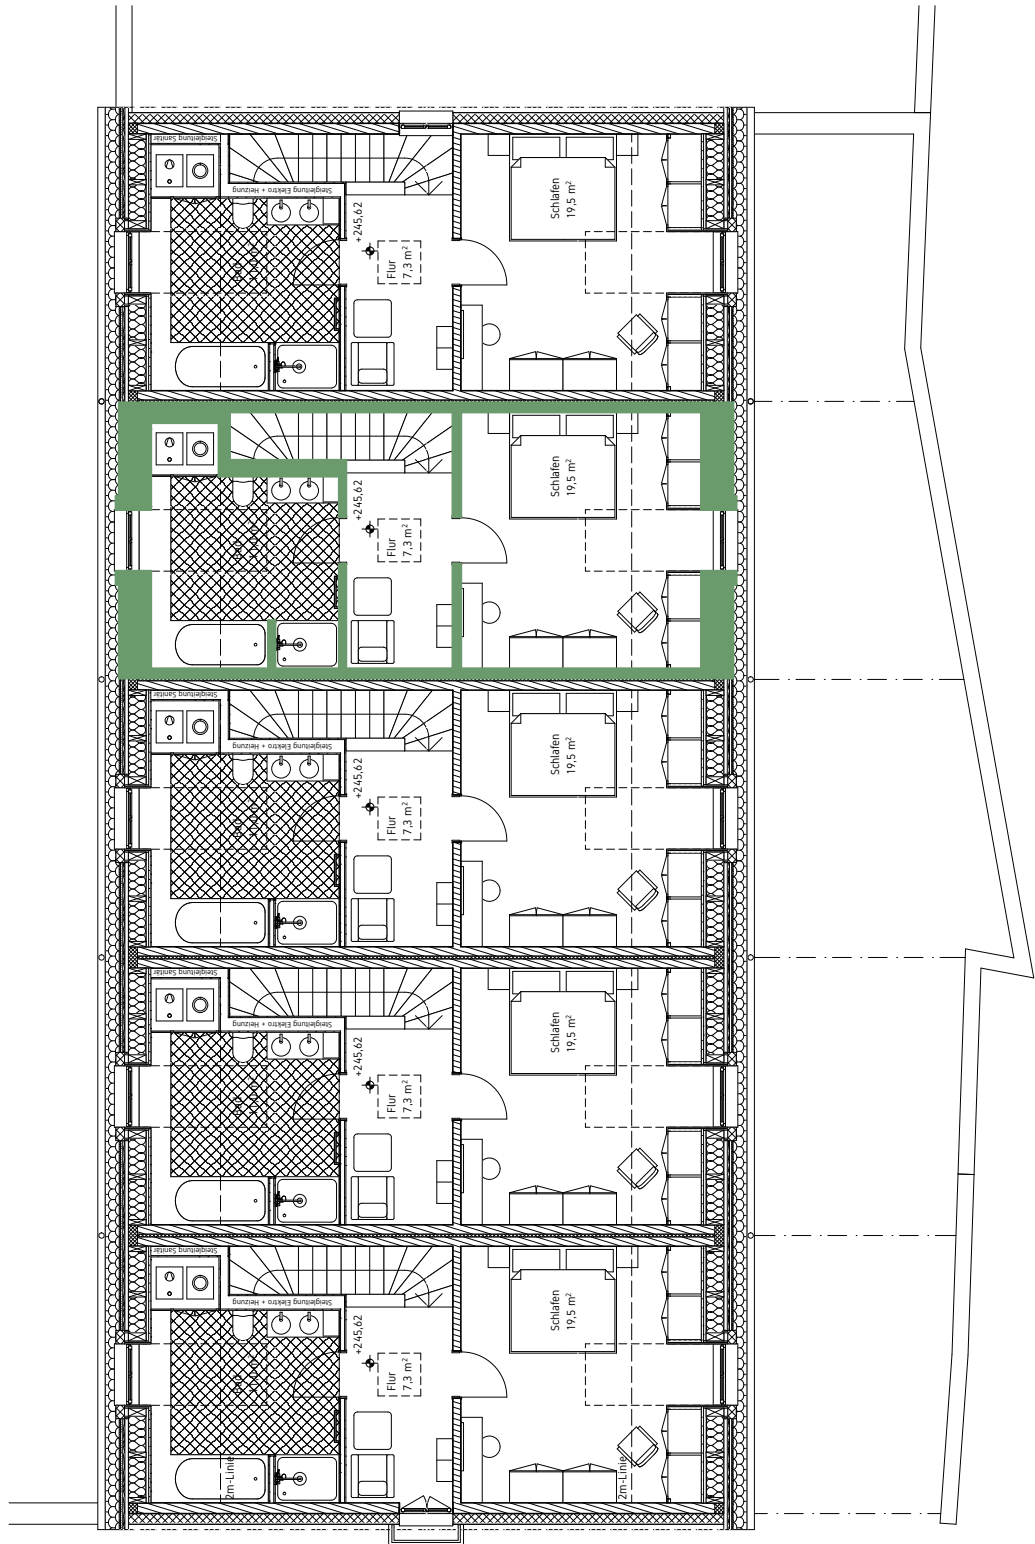 Steigleitung Sanitär
Steigleitung Elektro + Heizung
+245,62
Flur
7,3 m²
Schlafen
19,5 m²
+245,62
Flur
7,3 m²
Schlafen
19,5 m²
Steigleitung Sanitär
Steigleitung Elektro + Heizung
+245,62
Flur
7,3 m²
Schlafen
19,5 m²
Steigleitung Sanitär
Steigleitung Elektro + Heizung
+245,62
Flur
7,3 m²
Schlafen
19,5 m²
Steigleitung Sanitär
Steigleitung Elektro + Heizung
+245,62
Flur
7,3 m²
Schlafen
19,5 m²
2m-Linie
2m-Linie